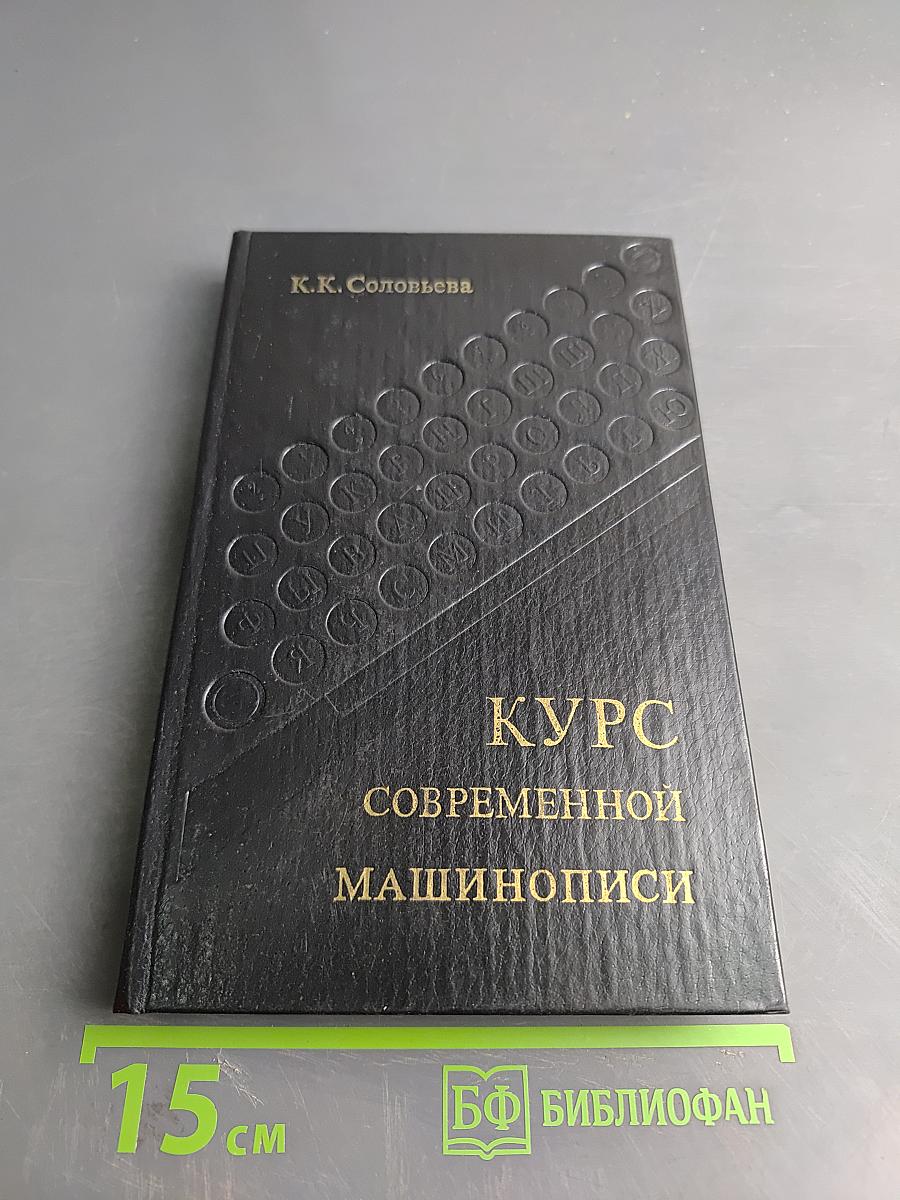 К.К. Соловьева
КУРС
СОВРЕМЕННОЙ
МАШИНОПИСИ
15 см
БФ БИБЛИОФАН